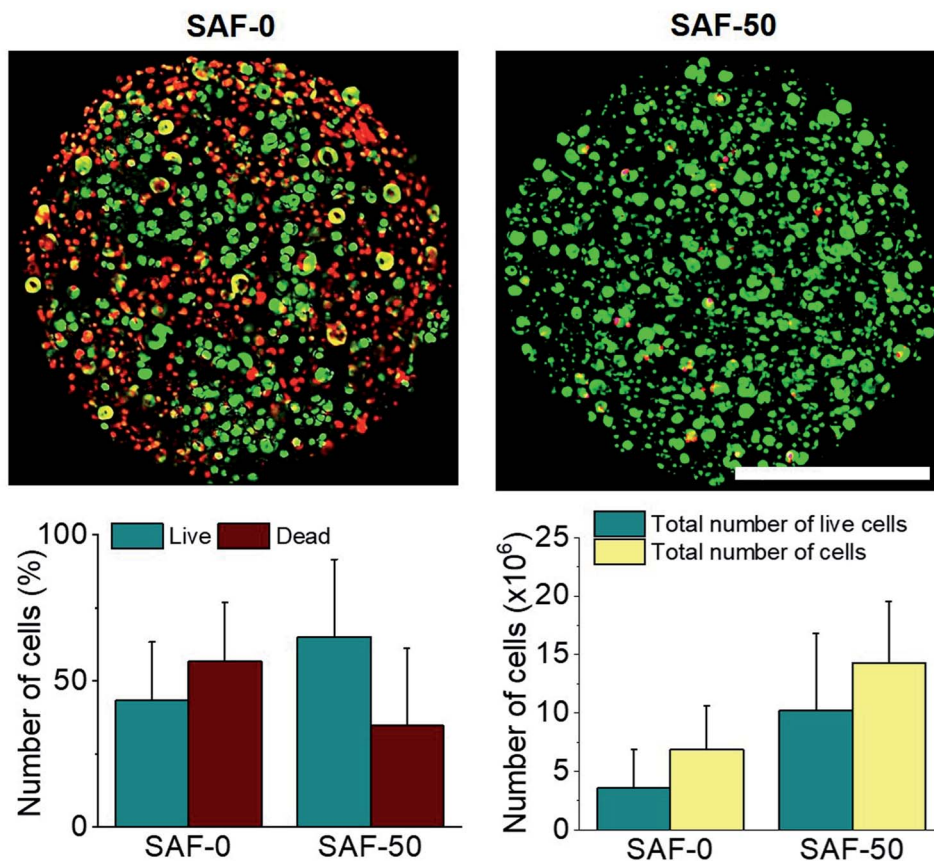 SAF-0
SAF-50
Number of cells (%)
100
50
0
Live
Dead
SAF-0
SAF-50
Number of cells (x10⁶)
25
20
15
10
5
0
Total number of live cells
Total number of cells
SAF-0
SAF-50